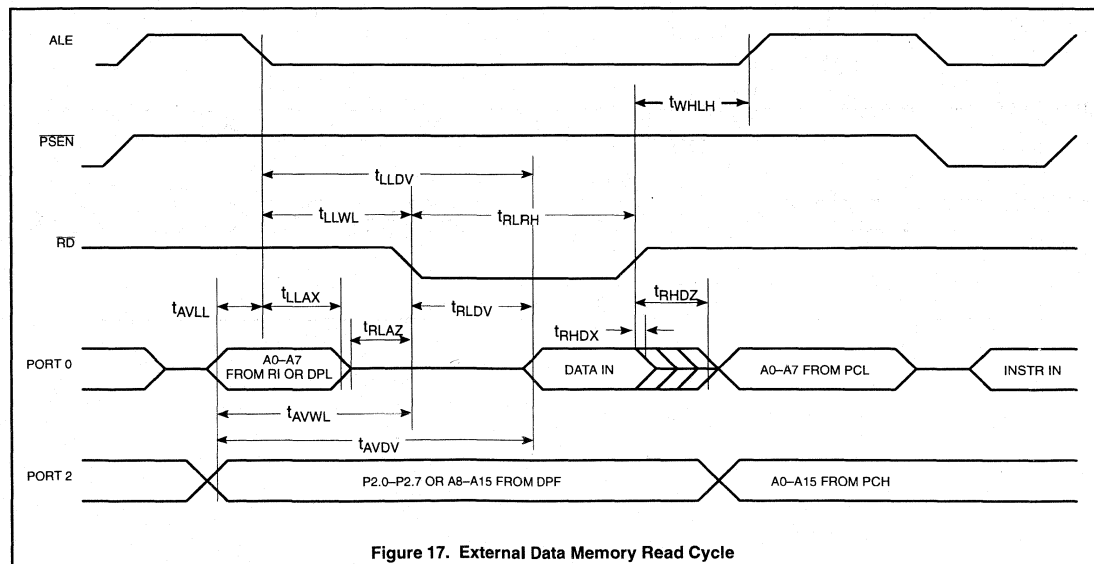 ALE
tWHLH
PSEN
tLLDV
tLLWL
tRLRH
RD
tAVLL
tLLAX
tRLAZ
tRLDV
tRHDZ
tRHDX
PORT 0
A0–A7
FROM RI OR DPL
DATA IN
A0–A7 FROM PCL
INSTR IN
tAVWL
tAVDV
PORT 2
P2.0–P2.7 OR A8–A15 FROM DPF
A0–A15 FROM PCH
Figure 17. External Data Memory Read Cycle